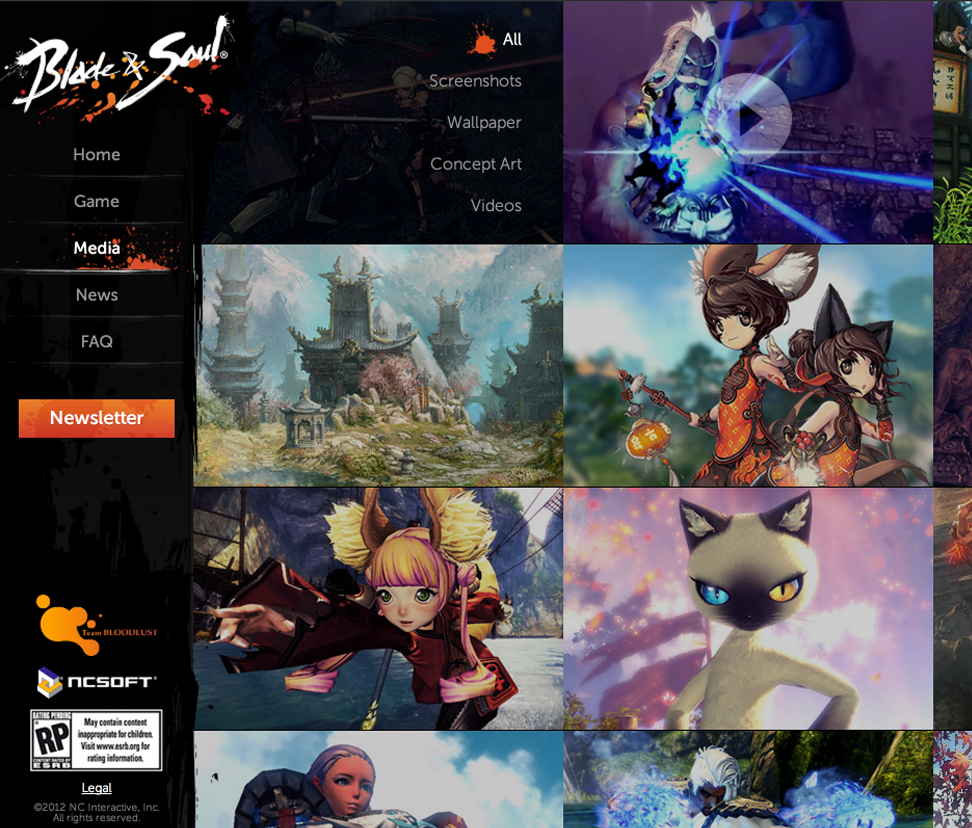 Blade & Soul®
All
Screenshots
Wallpaper
Concept Art
Videos
Home
Game
Media
News
FAQ
Newsletter
Team BLOODLUST
NCSOFT®
RATING PENDING
RP
CONTENT RATED BY
ESRB
May contain content
inappropriate for children.
Visit www.esrb.org for
rating information.
Legal
©2012 NC Interactive, Inc.
All rights reserved.